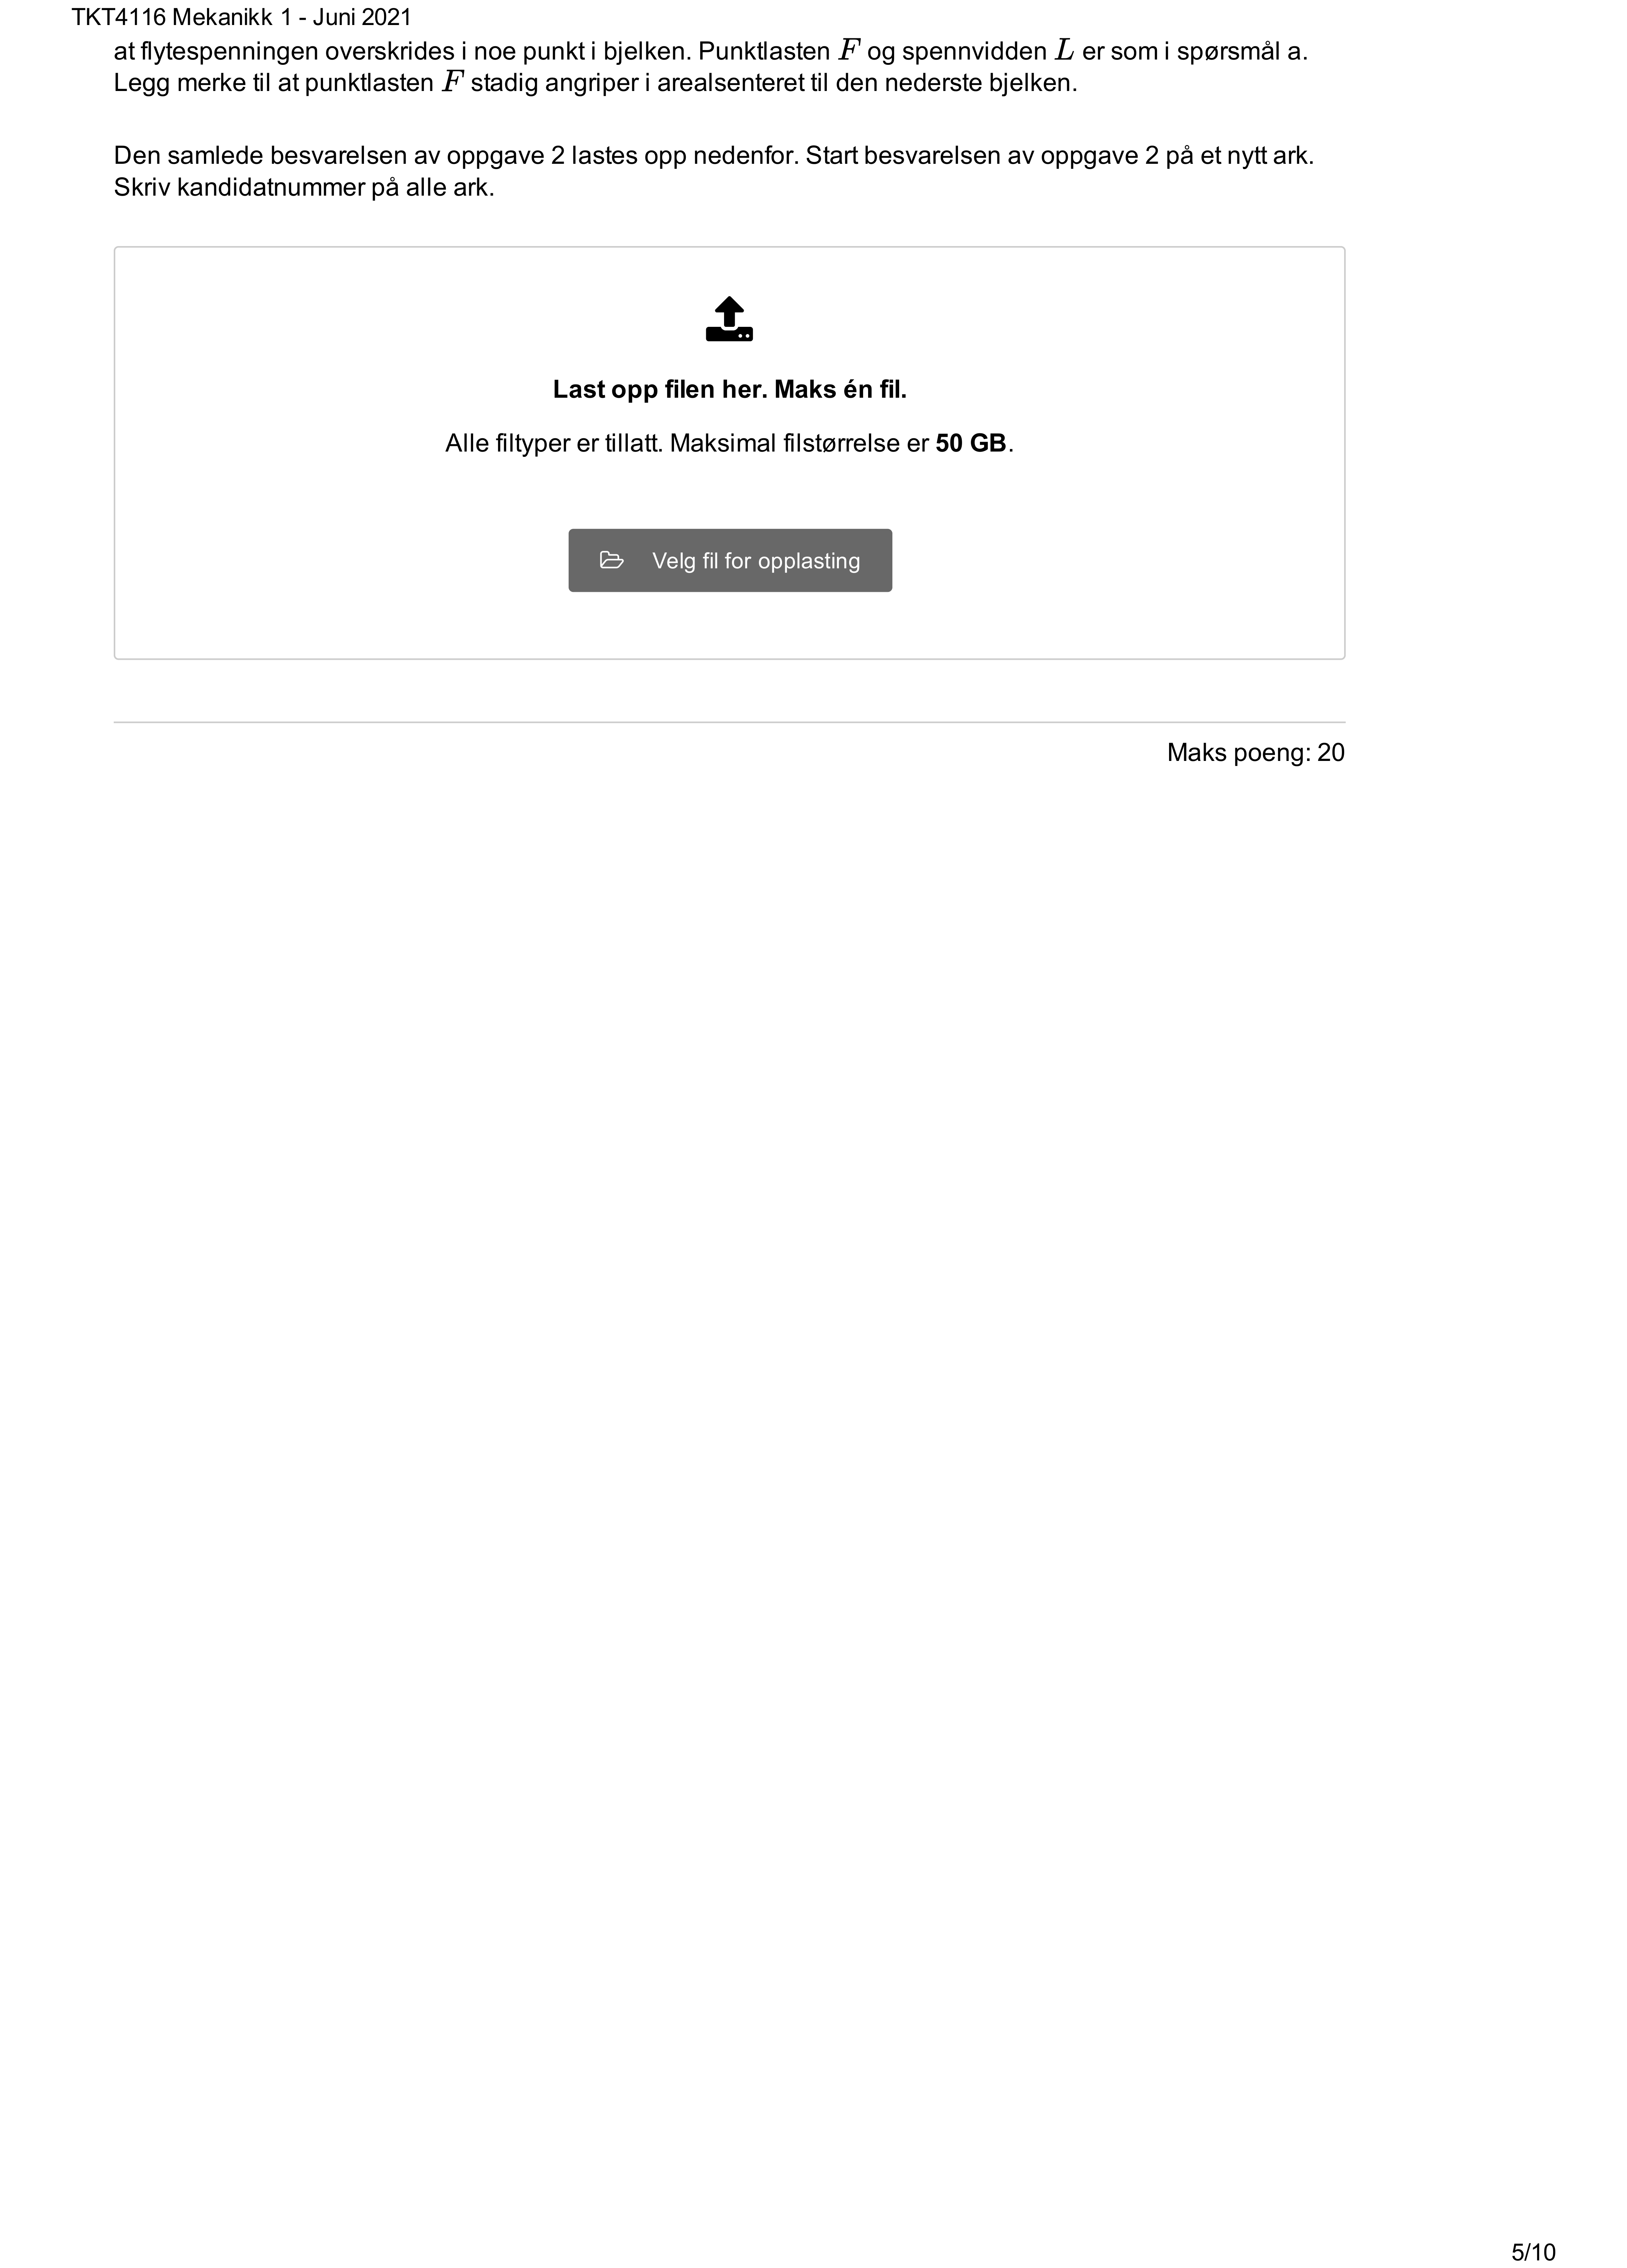 TKT4116 Mekanikk 1 - Juni 2021
at flytespenningen overskrides i noe punkt i bjelken. Punktlasten F og spennvidden L er som i spørsmål a.
Legg merke til at punktlasten F stadig angriper i arealsenteret til den nederste bjelken.
Den samlede besvarelsen av oppgave 2 lastes opp nedenfor. Start besvarelsen av oppgave 2 på et nytt ark.
Skriv kandidatnummer på alle ark.
Last opp filen her. Maks én fil.
Alle filtyper er tillatt. Maksimal filstørrelse er 50 GB.
Velg fil for opplasting
Maks poeng: 20
5/10